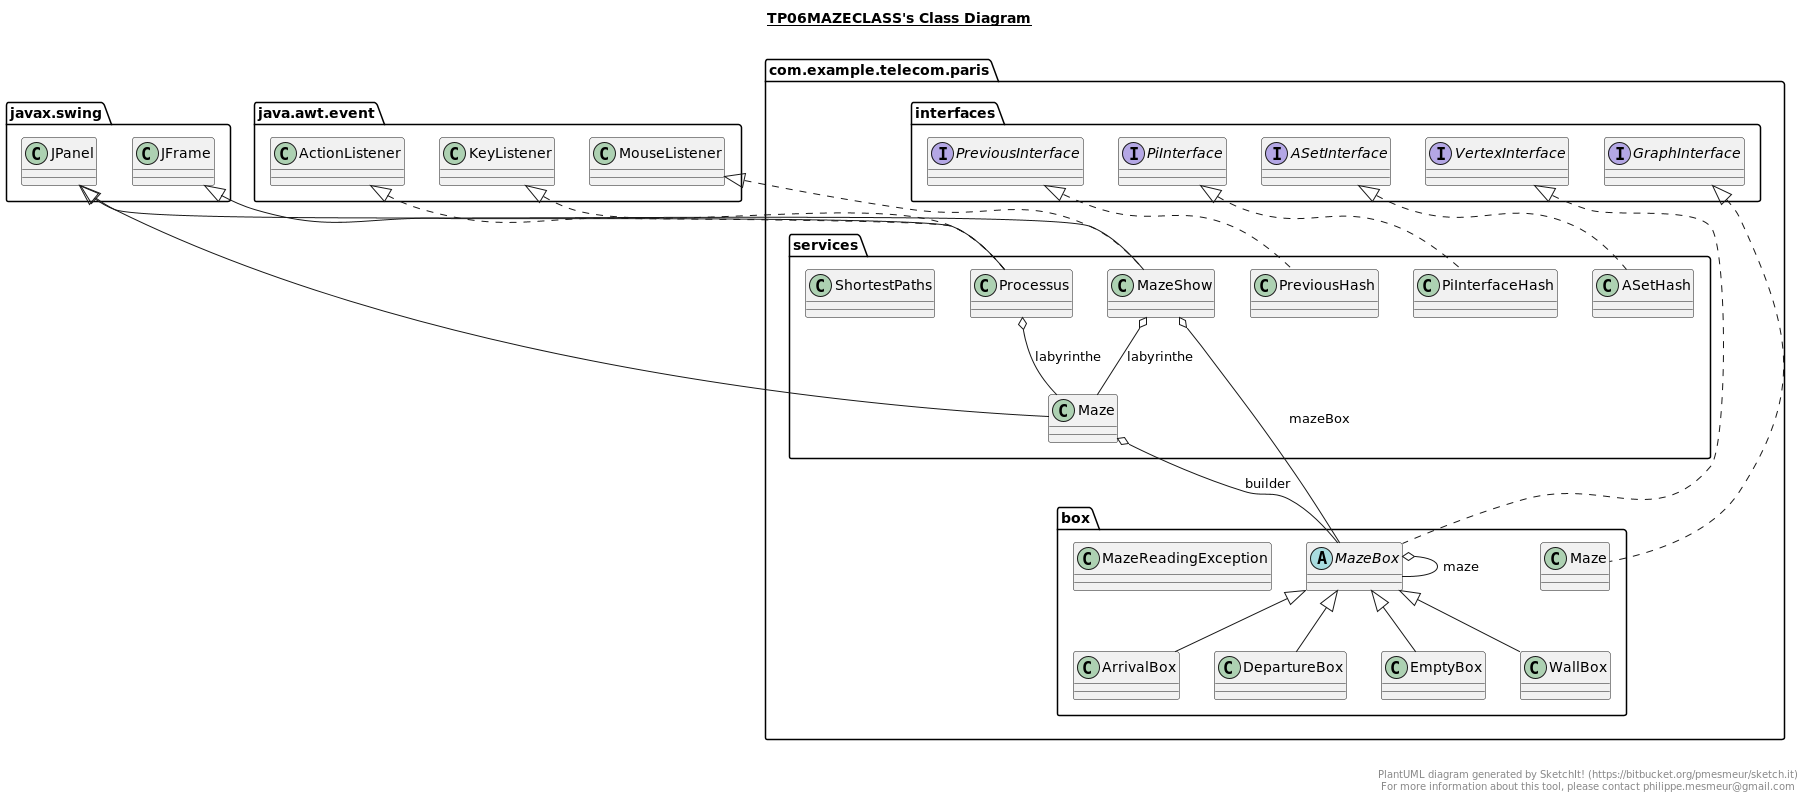 TP06MAZECLASS's Class Diagram
com.example.telecom.paris
javax.swing
java.awt.event
interfaces
C JPanel
C JFrame
C ActionListener
C KeyListener
C MouseListener
I PreviousInterface
I PiInterface
I ASetInterface
I VertexInterface
I GraphInterface
services
C ShortestPaths
C Processus
C MazeShow
C PreviousHash
C PiInterfaceHash
C ASetHash
labyrinthe
labyrinthe
C Maze
mazeBox
builder
box
C MazeReadingException
A MazeBox
maze
C Maze
C ArrivalBox
C DepartureBox
C EmptyBox
C WallBox
PlantUML diagram generated by SketchIt! (https://bitbucket.org/pmesmeur/sketch.it)
For more information about this tool, please contact philippe.mesmeur@gmail.com